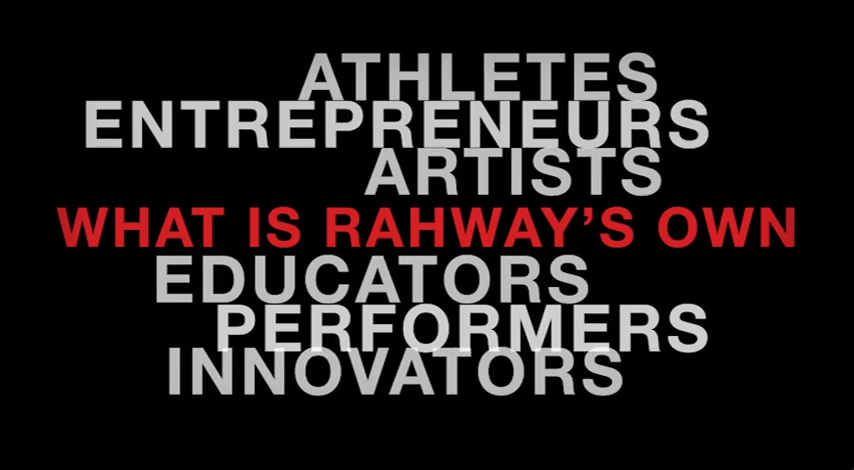 ATHLETES
ENTREPRENEURS
ARTISTS
WHAT IS RAHWAY’S OWN
EDUCATORS
PERFORMERS
INNOVATORS